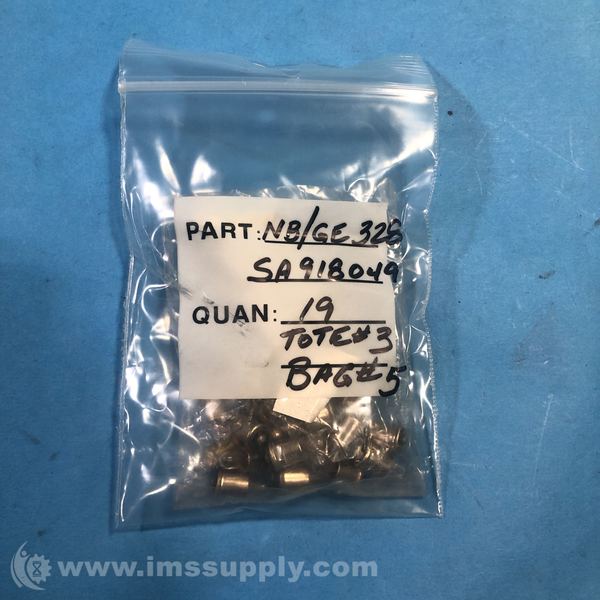 PART: NB/GE 328
SA918049
QUAN: 19
TOTE#3
BAG#5
www.imssupply.com